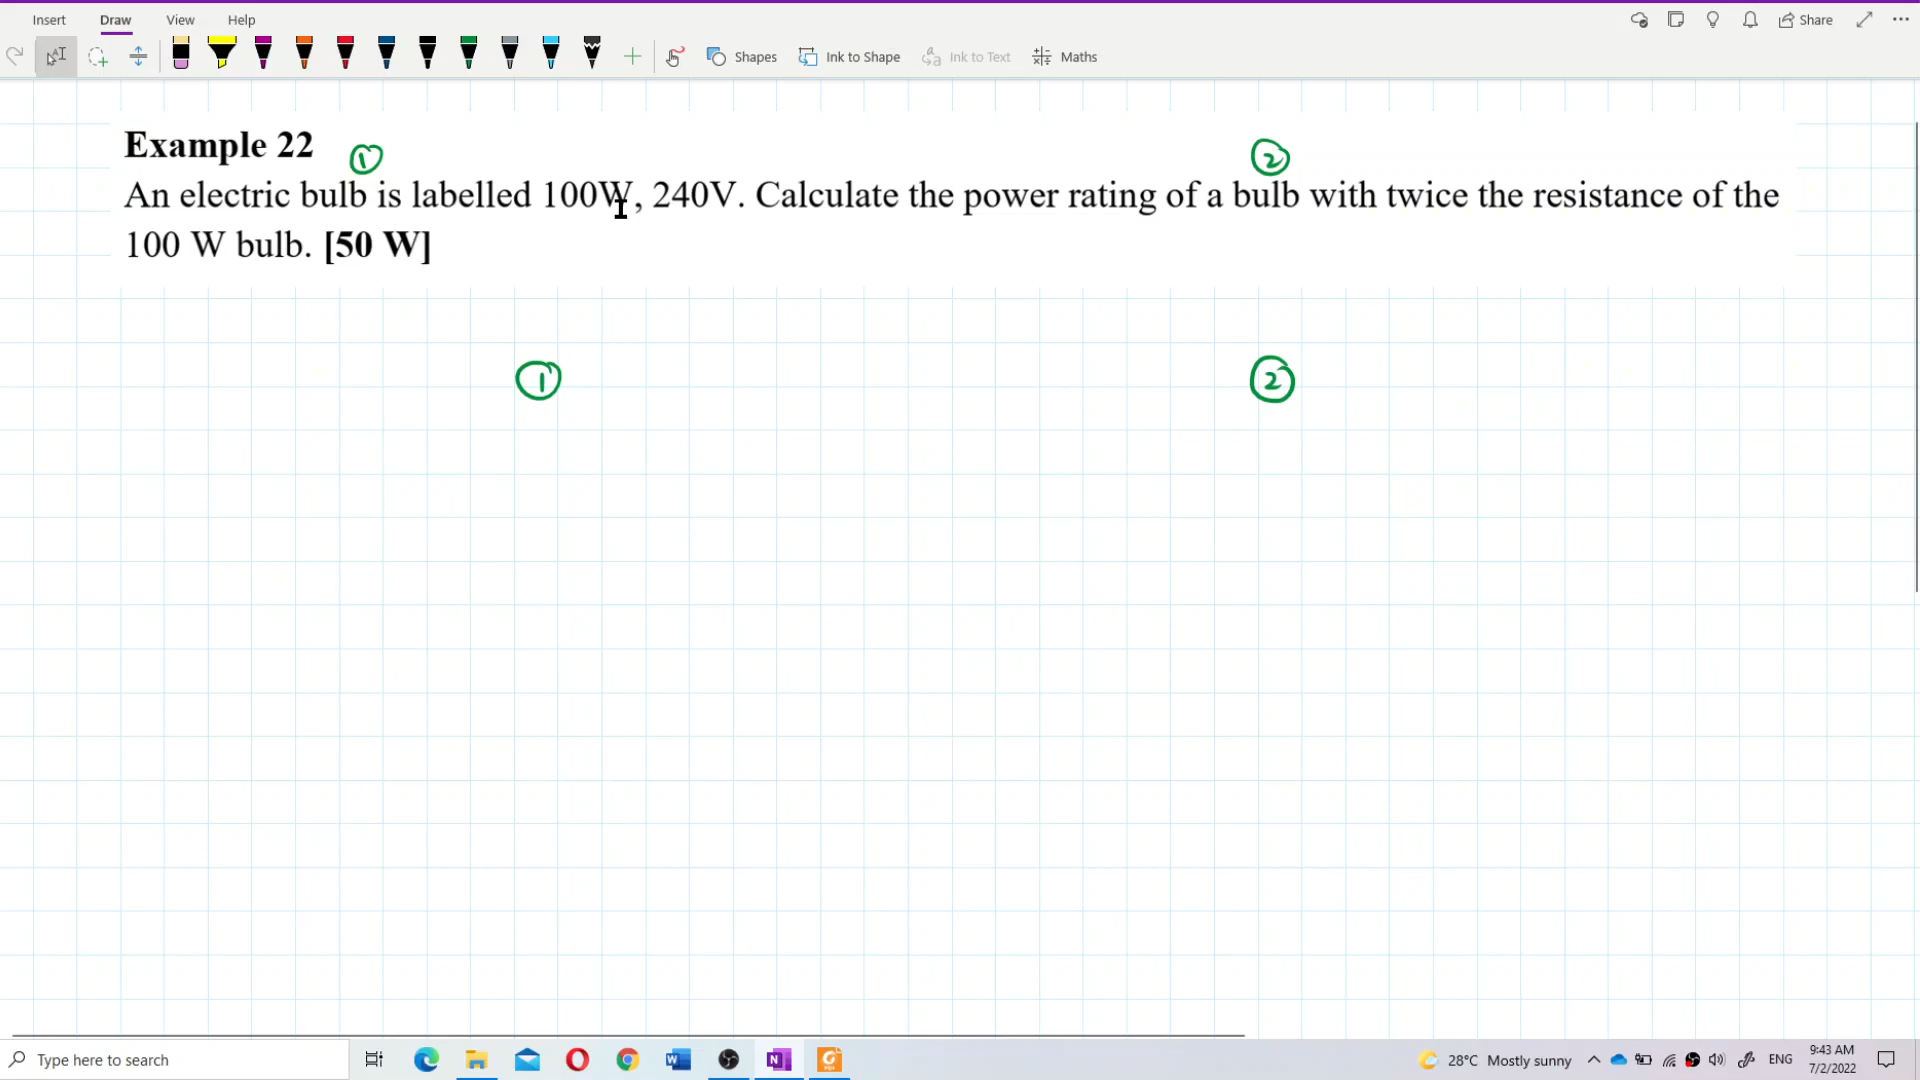 Insert Draw View Help
Share
Shapes Ink to Shape Ink to Text Maths
Example 22
1 2
An electric bulb is labelled 100W, 240V. Calculate the power rating of a bulb with twice the resistance of the
100 W bulb. [50 W]
1 2
Type here to search
28°C Mostly sunny
ENG
9:43 AM
7/2/2022